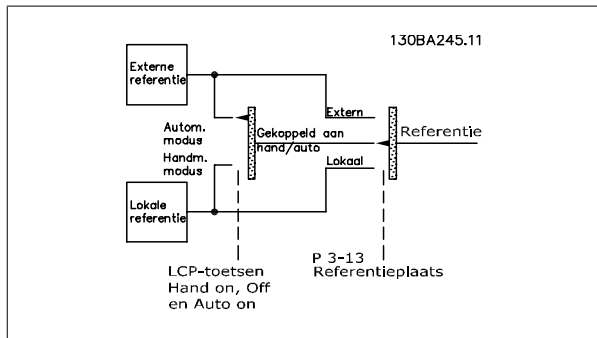 130BA245.11
Externe
referentie
Extern
Autom.
modus
Gekoppeld aan
hand/auto
Referentie
Handm.
modus
Lokaal
Lokale
referentie
LCP-toetsen
Hand on, Off
en Auto on
P 3-13
Referentieplaats